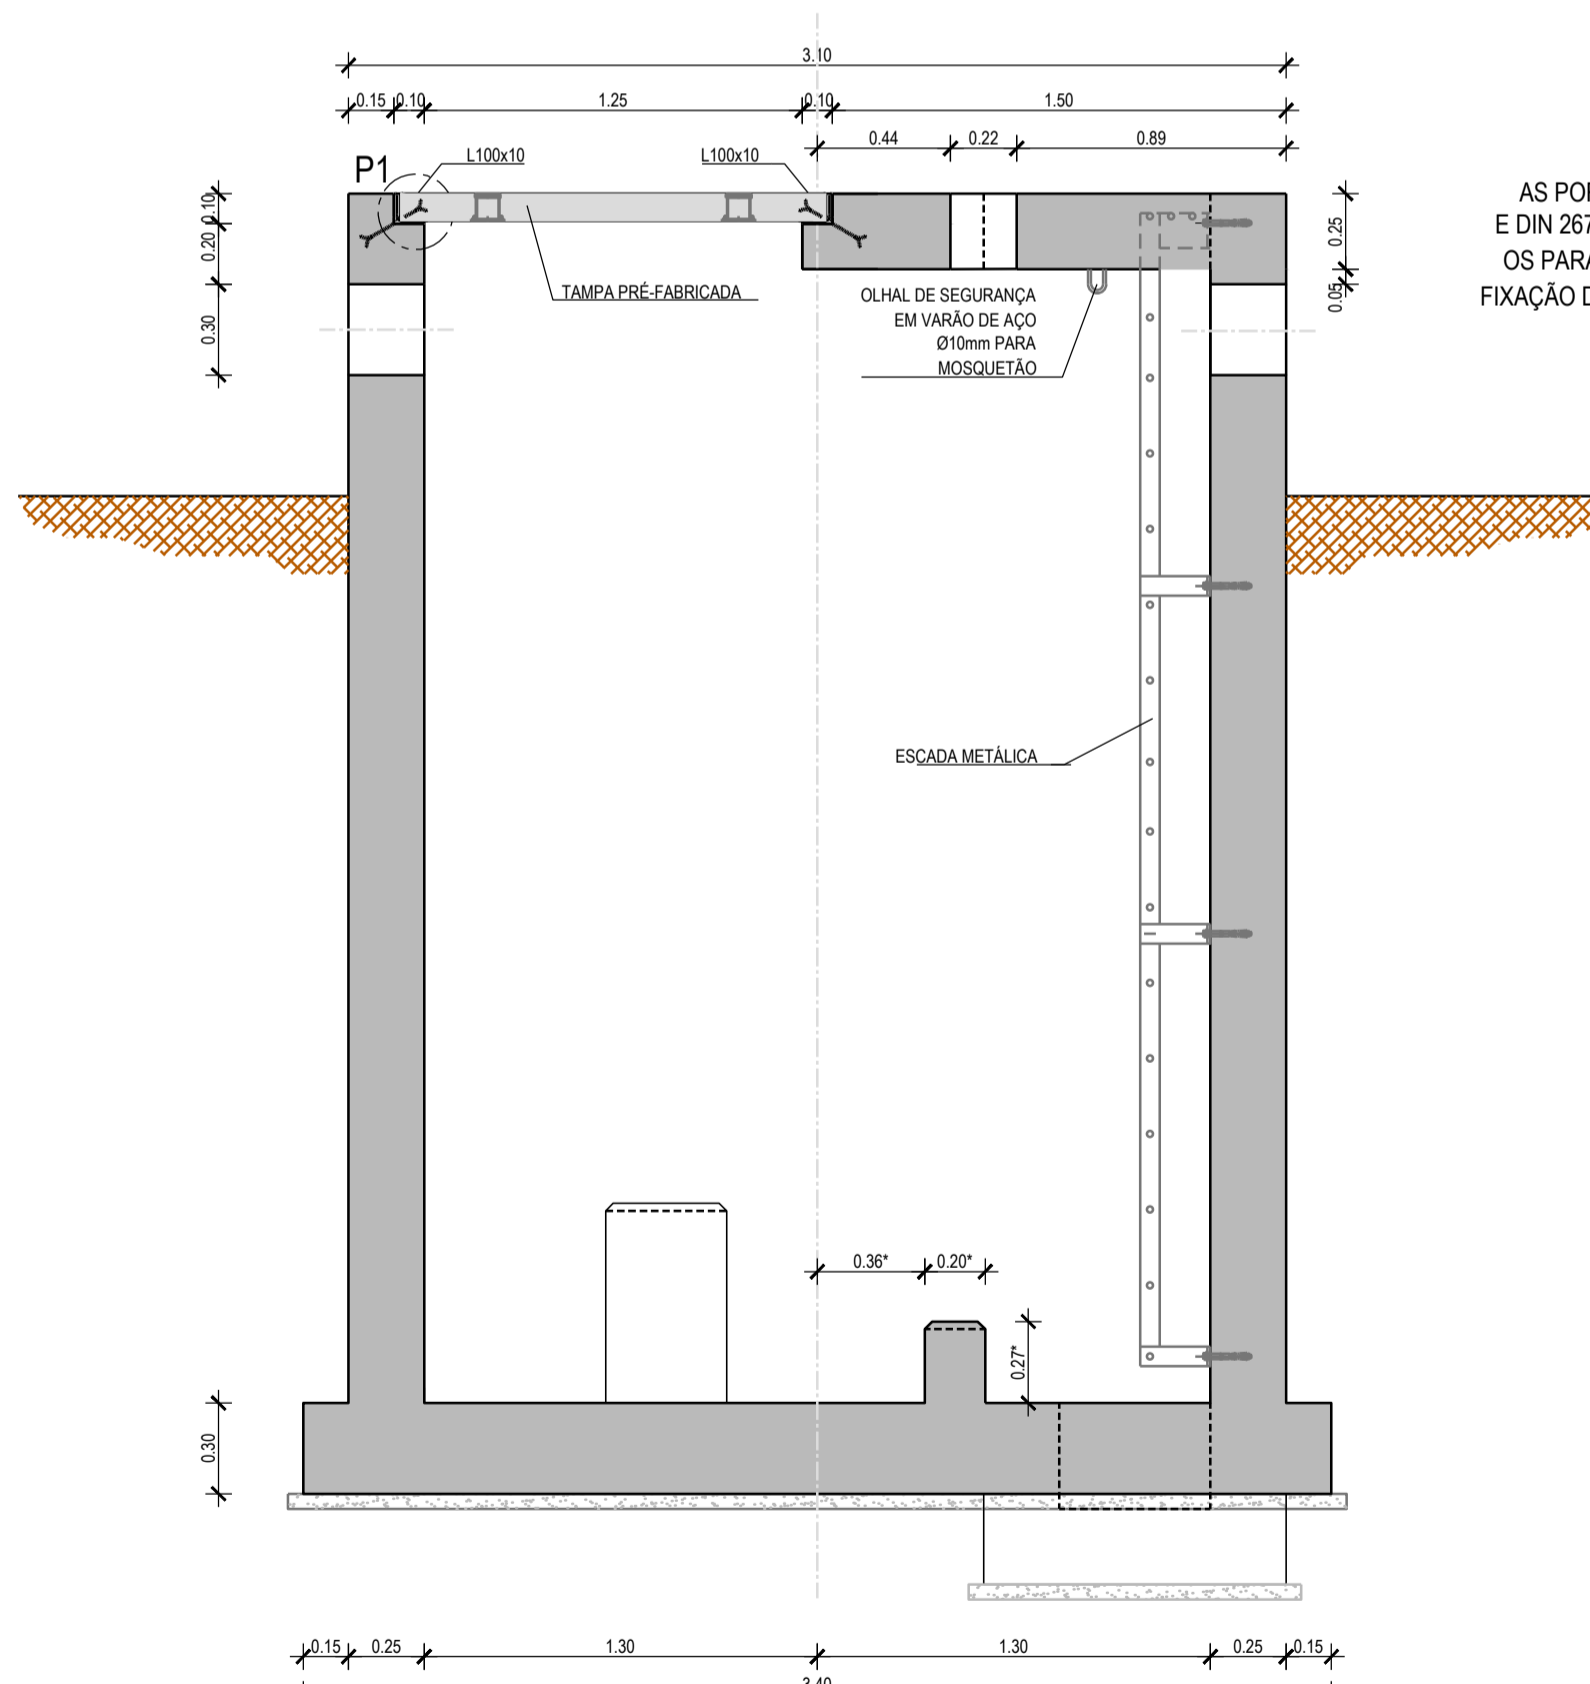 3.10
0.15 0.10 1.25 0.10 1.50
0.44 0.22 0.89
P1
L100x10 L100x10
0.10
0.20
0.30
0.25
0.05
AS POR
E DIN 267
OS PARA
FIXAÇÃO D
TAMPA PRÉ-FABRICADA
OLHAL DE SEGURANÇA
EM VARÃO DE AÇO
Ø10mm PARA
MOSQUETÃO
ESCADA METÁLICA
0.36* 0.20*
0.27*
0.30
0.15 0.25 1.30 1.30 0.25 0.15
3.40